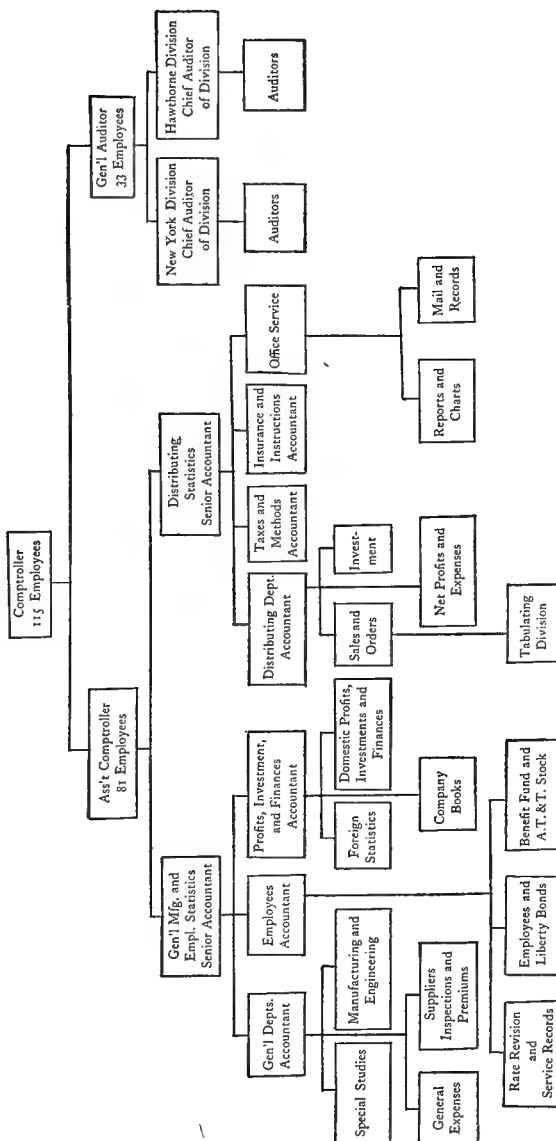 Comptroller
115 Employees
Ass't Comptroller
81 Employees
Gen'l Auditor
33 Employees
Gen'l Mfg. and
Empl. Statistics
Senior Accountant
Distributing
Statistics
Senior Accountant
New York Division
Chief Auditor
of Division
Hawthorne Division
Chief Auditor
of Division
Auditors
Auditors
Gen'l Depts.
Accountant
Employees
Accountant
Profits, Investment,
and Finances
Accountant
Distributing Dept.
Accountant
Taxes and
Methods
Accountant
Insurance and
Instructions
Accountant
Office Service
Special Studies
Manufacturing and
Engineering
Foreign
Statistics
Domestic Profits,
Investments and
Finances
Sales and
Orders
Invest-
ment
General
Expenses
Suppliers
Inspections and
Premiums
Company
Books
Net Profits and
Expenses
Reports and
Charts
Mail and
Records
Rate Revision
and
Service Records
Employees and
Liberty Bonds
Benefit Fund and
A.T. & T. Stock
Tabulating
Division